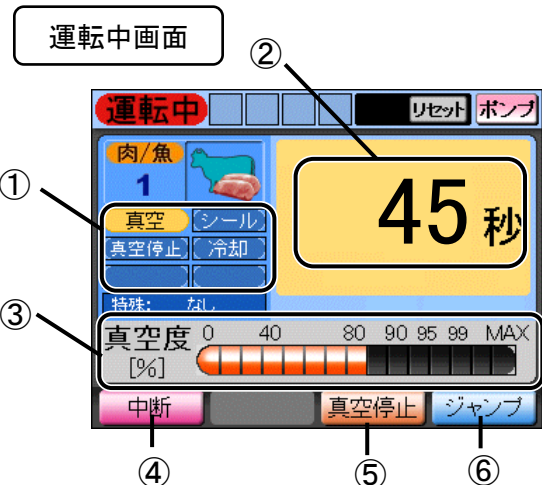 運転中画面
②
運転中 リセット ポンプ
肉/魚
1
①
45秒
真空 シール
真空停止 冷却
特殊: なし
③
真空度 0 40 80 90 95 99 MAX
[%]
中断 真空停止 ジャンプ
④ ⑤ ⑥